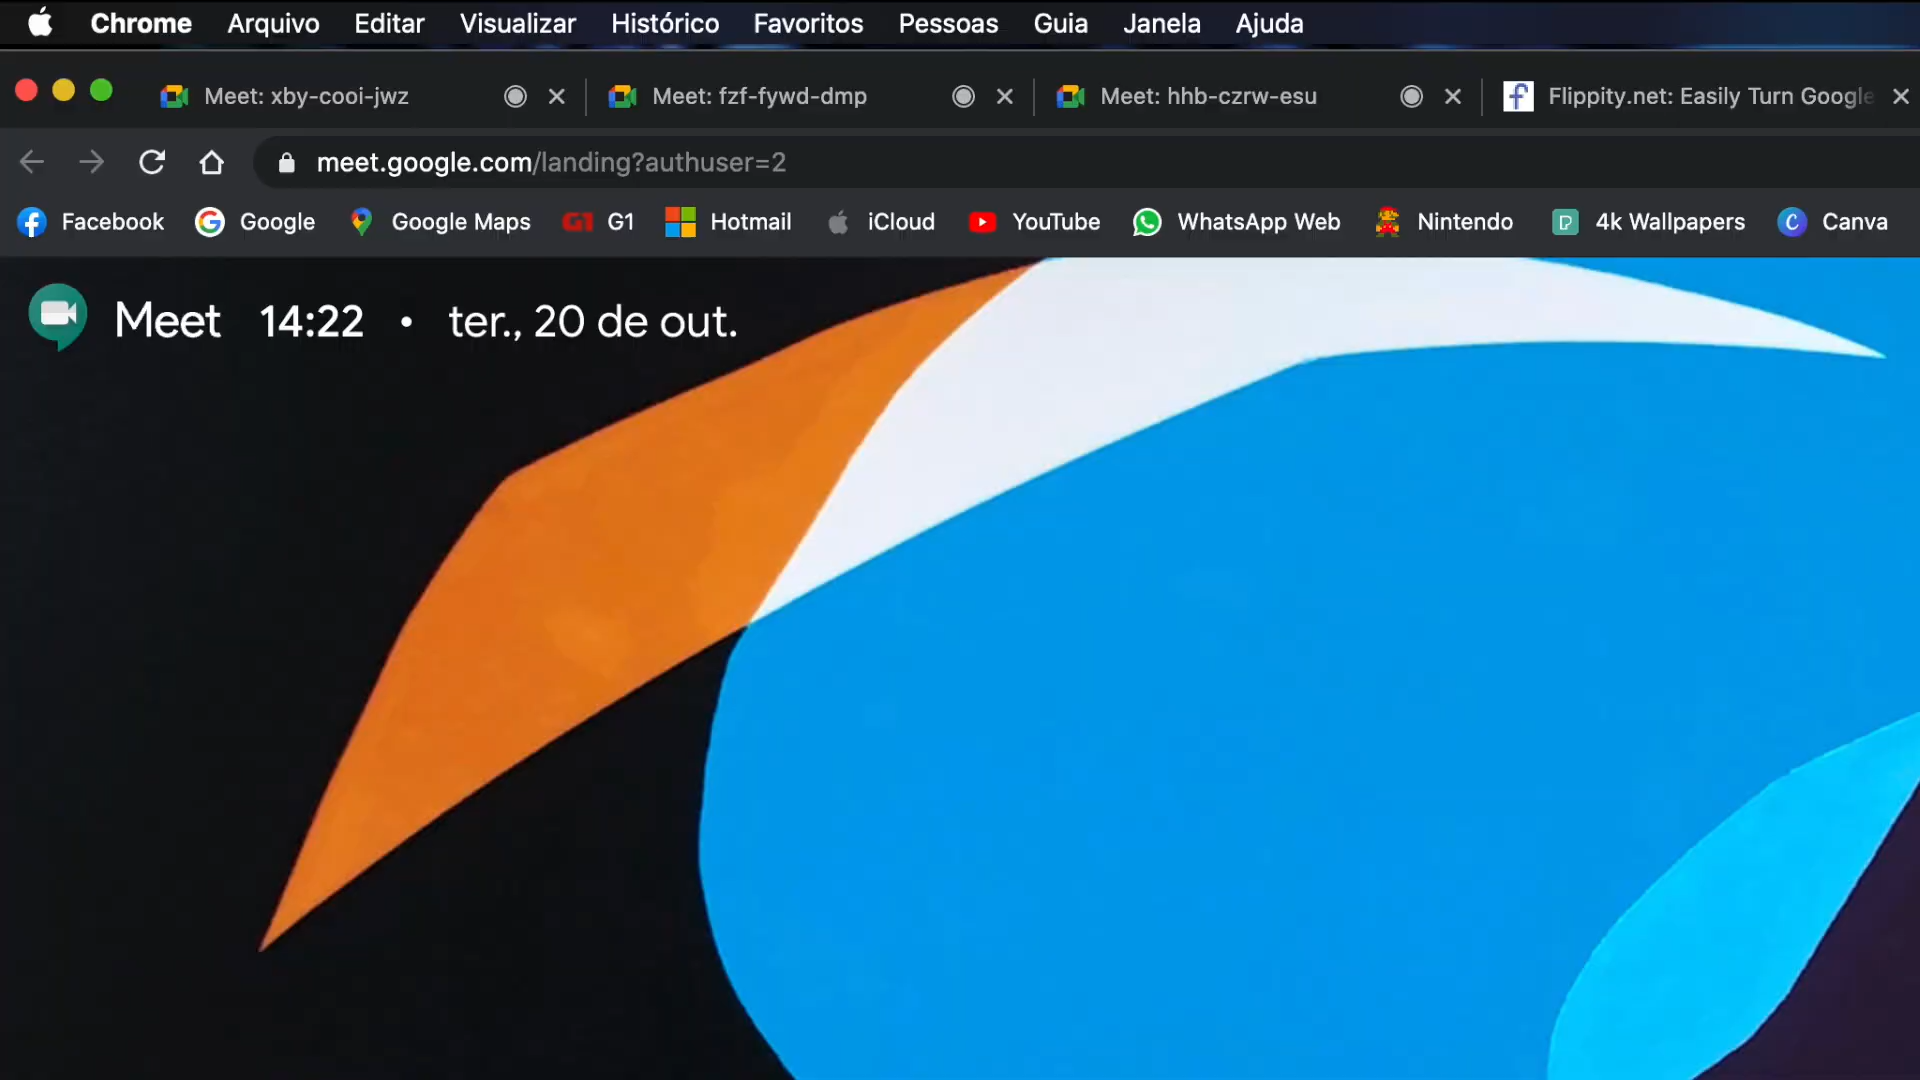 Chrome Arquivo Editar Visualizar Histórico Favoritos Pessoas Guia Janela Ajuda
Meet: xby-cooi-jwz Meet: fzf-fywd-dmp Meet: hhb-czrw-esu Flippity.net: Easily Turn Google
meet.google.com/landing?authuser=2
Facebook Google Google Maps G1 G1 Hotmail iCloud YouTube WhatsApp Web Nintendo 4k Wallpapers Canva
Meet 14:22 • ter., 20 de out.